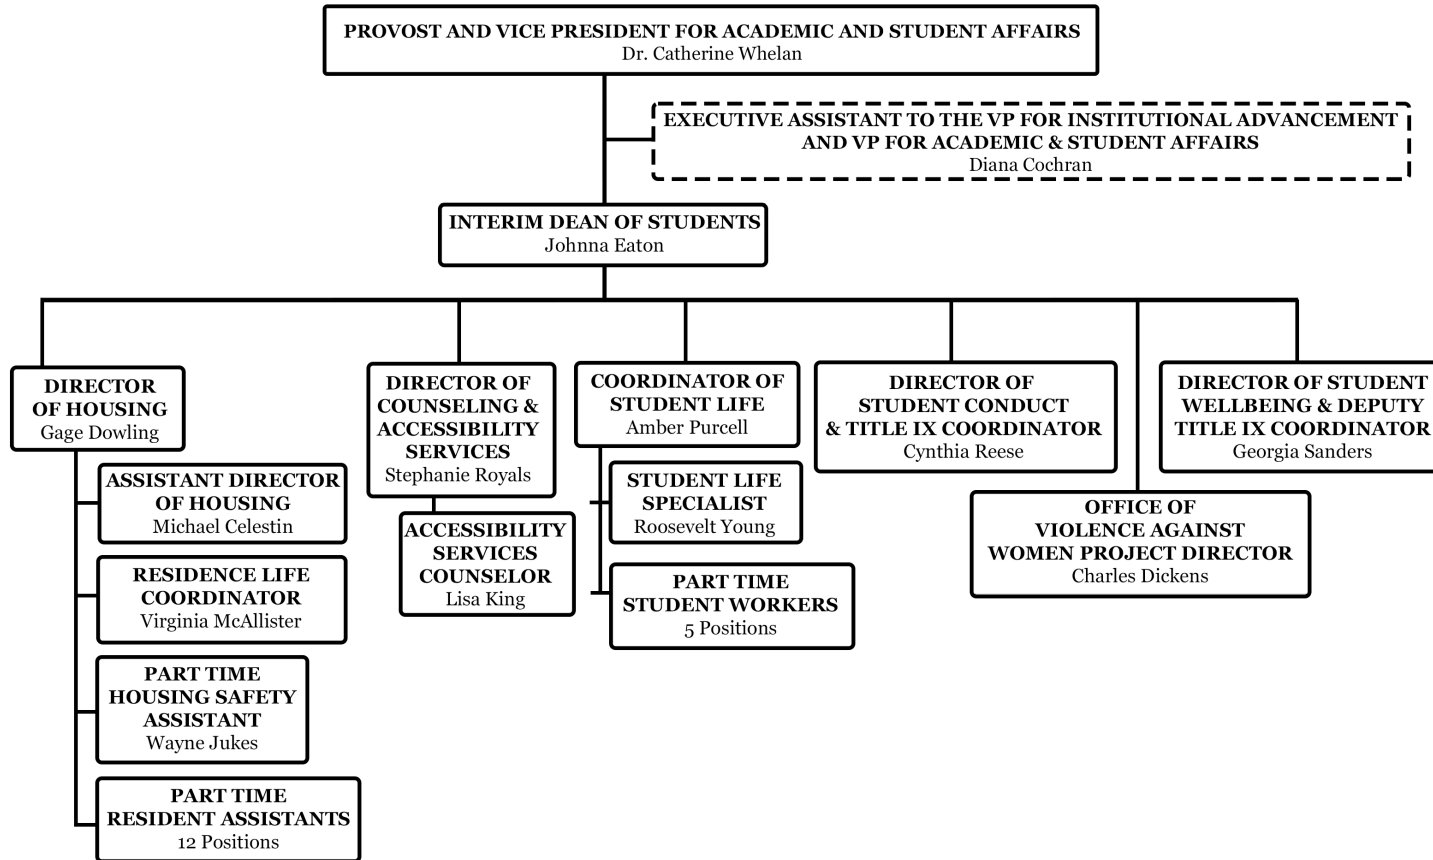 PROVOST AND VICE PRESIDENT FOR ACADEMIC AND STUDENT AFFAIRS
Dr. Catherine Whelan
EXECUTIVE ASSISTANT TO THE VP FOR INSTITUTIONAL ADVANCEMENT
AND VP FOR ACADEMIC & STUDENT AFFAIRS
Diana Cochran
INTERIM DEAN OF STUDENTS
Johnna Eaton
DIRECTOR
OF HOUSING
Gage Dowling
ASSISTANT DIRECTOR
OF HOUSING
Michael Celestin
RESIDENCE LIFE
COORDINATOR
Virginia McAllister
PART TIME
HOUSING SAFETY
ASSISTANT
Wayne Jukes
PART TIME
RESIDENT ASSISTANTS
12 Positions
DIRECTOR OF
COUNSELING &
ACCESSIBILITY
SERVICES
Stephanie Royals
ACCESSIBILITY
SERVICES
COUNSELOR
Lisa King
COORDINATOR OF
STUDENT LIFE
Amber Purcell
STUDENT LIFE
SPECIALIST
Roosevelt Young
PART TIME
STUDENT WORKERS
5 Positions
DIRECTOR OF
STUDENT CONDUCT
& TITLE IX COORDINATOR
Cynthia Reese
OFFICE OF
VIOLENCE AGAINST
WOMEN PROJECT DIRECTOR
Charles Dickens
DIRECTOR OF STUDENT
WELLBEING & DEPUTY
TITLE IX COORDINATOR
Georgia Sanders